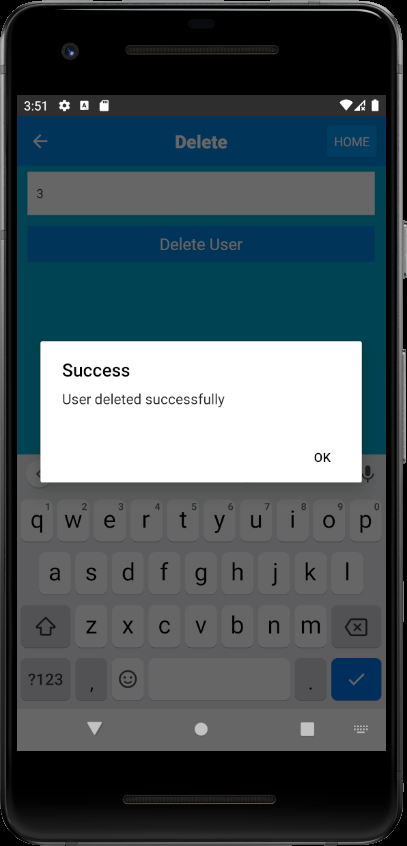 3:51
Delete
HOME
3
Delete User
Success
User deleted successfully
OK
1 2 3 4 5 6 7 8 9 0
q w e r t y u i o p
a s d f g h j k l
z x c v b n m
?123 , .